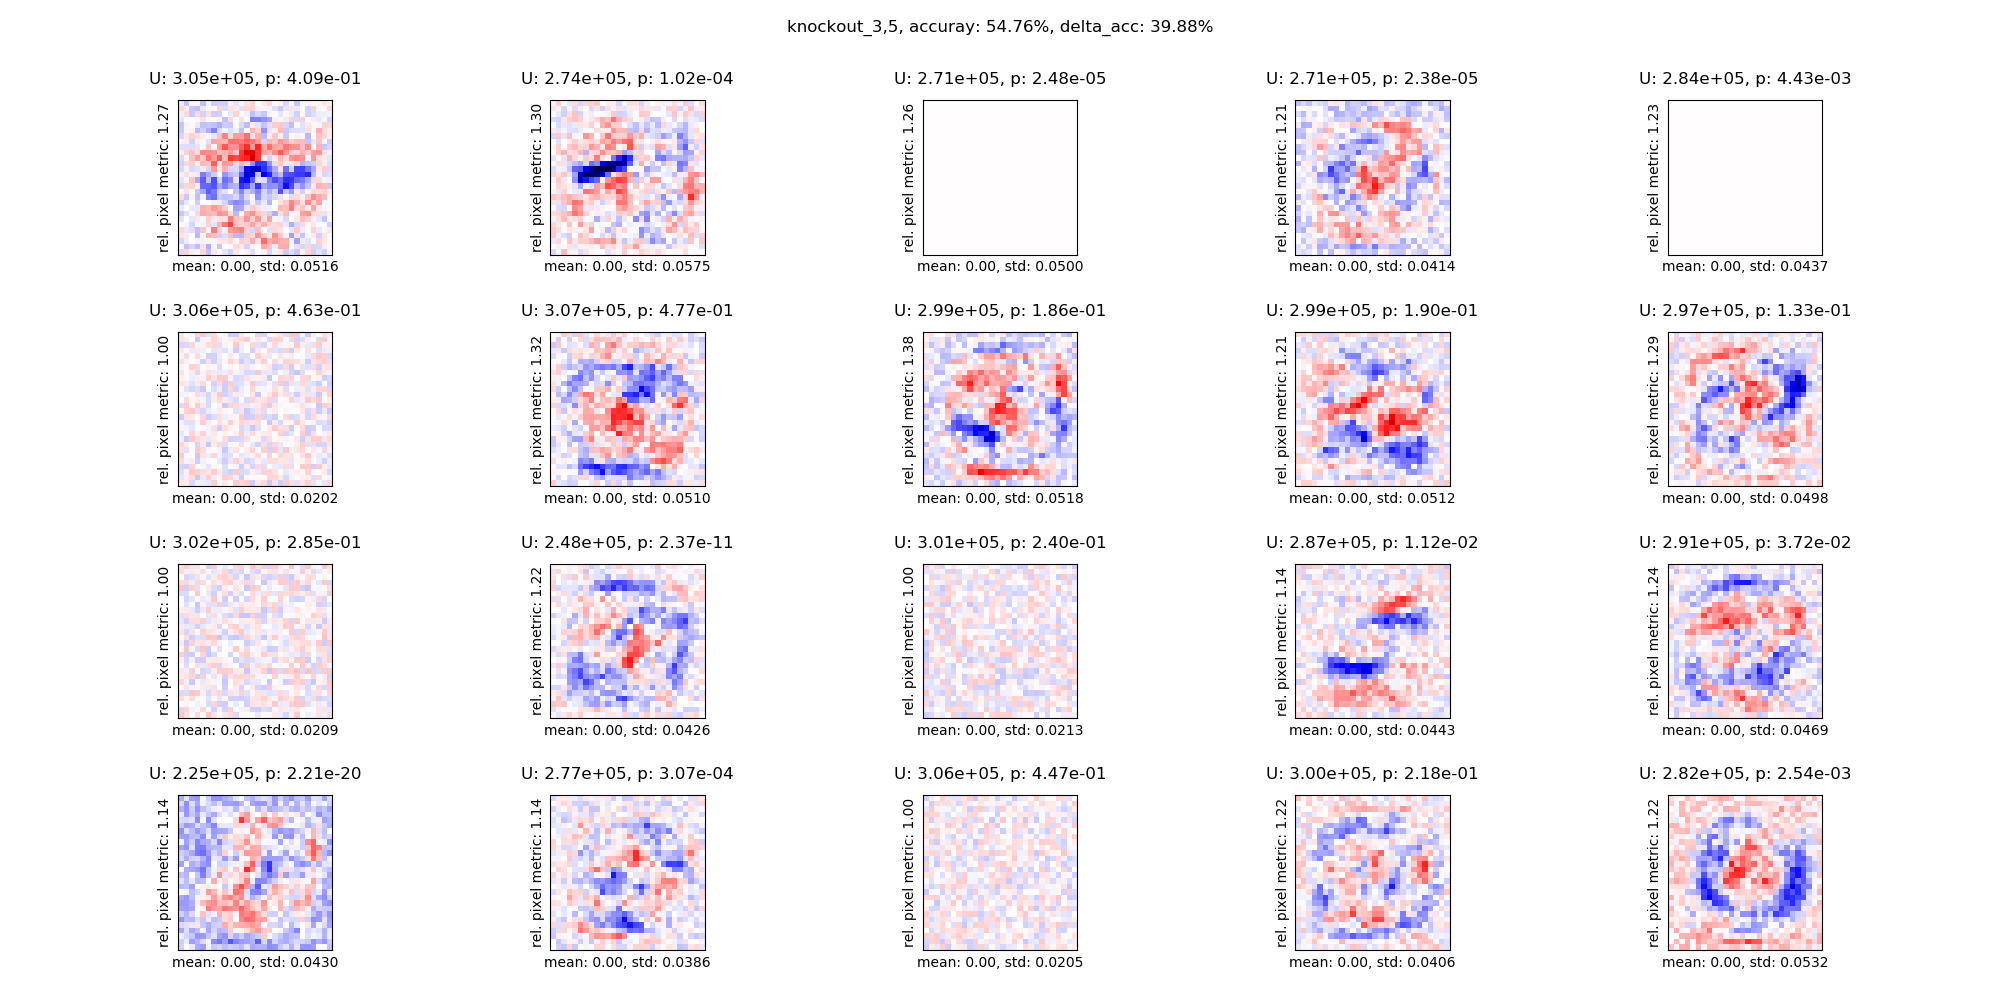 knockout_3,5, accuray: 54.76%, delta_acc: 39.88%
U: 3.05e+05, p: 4.09e-01
rel. pixel metric: 1.27
mean: 0.00, std: 0.0516
U: 2.74e+05, p: 1.02e-04
rel. pixel metric: 1.30
mean: 0.00, std: 0.0575
U: 2.71e+05, p: 2.48e-05
rel. pixel metric: 1.26
mean: 0.00, std: 0.0500
U: 2.71e+05, p: 2.38e-05
rel. pixel metric: 1.21
mean: 0.00, std: 0.0414
U: 2.84e+05, p: 4.43e-03
rel. pixel metric: 1.23
mean: 0.00, std: 0.0437
U: 3.06e+05, p: 4.63e-01
rel. pixel metric: 1.00
mean: 0.00, std: 0.0202
U: 3.07e+05, p: 4.77e-01
rel. pixel metric: 1.32
mean: 0.00, std: 0.0510
U: 2.99e+05, p: 1.86e-01
rel. pixel metric: 1.38
mean: 0.00, std: 0.0518
U: 2.99e+05, p: 1.90e-01
rel. pixel metric: 1.21
mean: 0.00, std: 0.0512
U: 2.97e+05, p: 1.33e-01
rel. pixel metric: 1.29
mean: 0.00, std: 0.0498
U: 3.02e+05, p: 2.85e-01
rel. pixel metric: 1.00
mean: 0.00, std: 0.0209
U: 2.48e+05, p: 2.37e-11
rel. pixel metric: 1.22
mean: 0.00, std: 0.0426
U: 3.01e+05, p: 2.40e-01
rel. pixel metric: 1.00
mean: 0.00, std: 0.0213
U: 2.87e+05, p: 1.12e-02
rel. pixel metric: 1.14
mean: 0.00, std: 0.0443
U: 2.91e+05, p: 3.72e-02
rel. pixel metric: 1.24
mean: 0.00, std: 0.0469
U: 2.25e+05, p: 2.21e-20
rel. pixel metric: 1.14
mean: 0.00, std: 0.0430
U: 2.77e+05, p: 3.07e-04
rel. pixel metric: 1.14
mean: 0.00, std: 0.0386
U: 3.06e+05, p: 4.47e-01
rel. pixel metric: 1.00
mean: 0.00, std: 0.0205
U: 3.00e+05, p: 2.18e-01
rel. pixel metric: 1.22
mean: 0.00, std: 0.0406
U: 2.82e+05, p: 2.54e-03
rel. pixel metric: 1.22
mean: 0.00, std: 0.0532